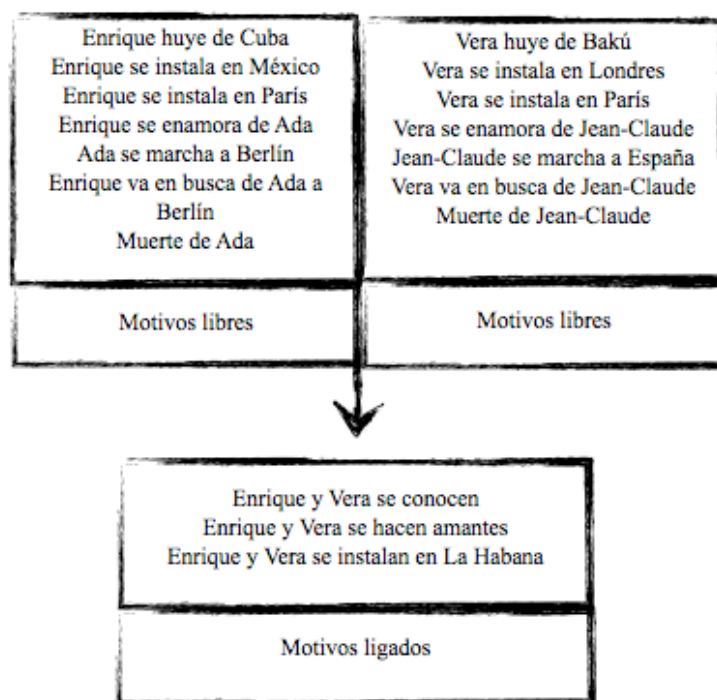 Enrique huye de Cuba
Enrique se instala en México
Enrique se instala en París
Enrique se enamora de Ada
Ada se marcha a Berlín
Enrique va en busca de Ada a
Berlín
Muerte de Ada
Motivos libres
Vera huye de Bakú
Vera se instala en Londres
Vera se instala en París
Vera se enamora de Jean-Claude
Jean-Claude se marcha a España
Vera va en busca de Jean-Claude
Muerte de Jean-Claude
Motivos libres
Enrique y Vera se conocen
Enrique y Vera se hacen amantes
Enrique y Vera se instalan en La Habana
Motivos ligados